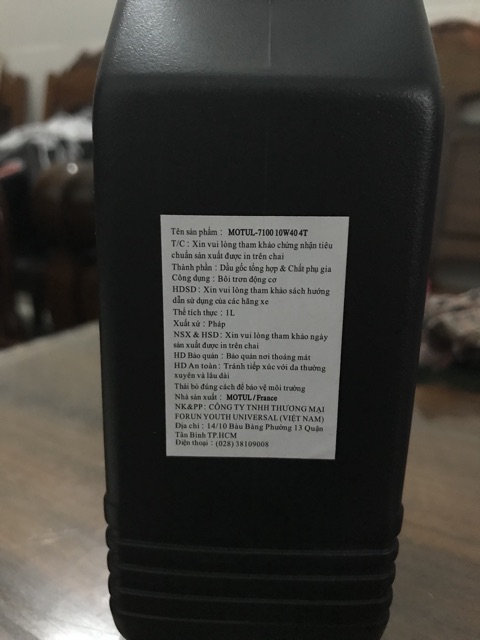 Tên sản phẩm : MOTUL-7100 10W40 4T
T/C : Xin vui lòng tham khảo chứng nhận tiêu
chuẩn sản xuất được in trên chai
Thành phần : Dầu gốc tổng hợp & Chất phụ gia
Công dụng : Bôi trơn động cơ
HDSD : Xin vui lòng tham khảo sách hướng
dẫn sử dụng của các hãng xe
Thể tích thực : 1L
Xuất xứ : Pháp
NSX & HSD : Xin vui lòng tham khảo ngày
sản xuất được in trên chai
HD Bảo quản : Bảo quản nơi thoáng mát
HD An toàn : Tránh tiếp xúc với da thường
xuyên và lâu dài
Thải bỏ đúng cách để bảo vệ môi trường
Nhà sản xuất : MOTUL / France
NK&PP : CÔNG TY TNHH THƯƠNG MẠI
FORUN YOUTH UNIVERSAL (VIỆT NAM)
Địa chỉ : 14/10 Bàu Bàng Phường 13 Quận
Tân Bình TP.HCM
Điện thoại : (028) 38109008